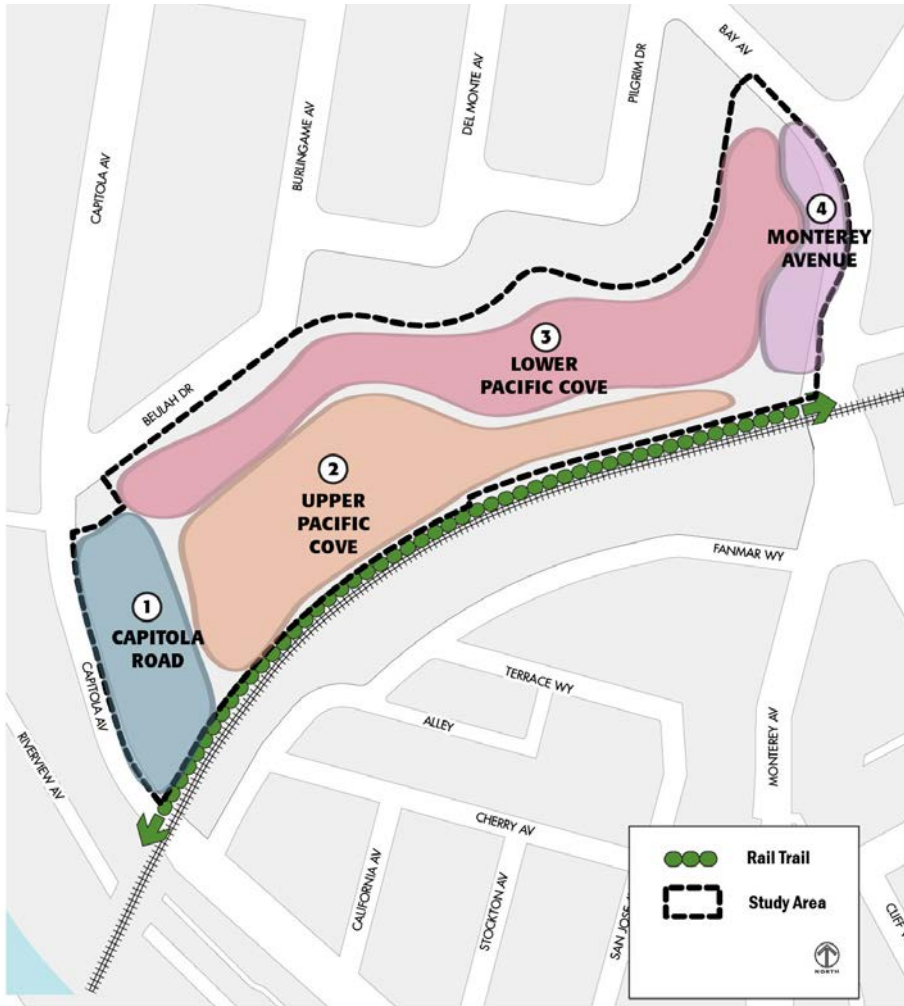 BAY AV
PILGRIM DR
DEL MONTE AV
BURLINGAME AV
CAPITOLA AV
4
MONTEREY
AVENUE
3
LOWER
PACIFIC COVE
BEULAH DR
2
UPPER
PACIFIC
COVE
FANMAR WY
1
CAPITOLA
ROAD
CAPITOLA AV
TERRACE WY
ALLEY
RIVERVIEW AV
MONTEREY AV
CHERRY AV
CALIFORNIA AV
STOCKTON AV
SAN JOSE
CLIFF
Rail Trail
Study Area
NORTH